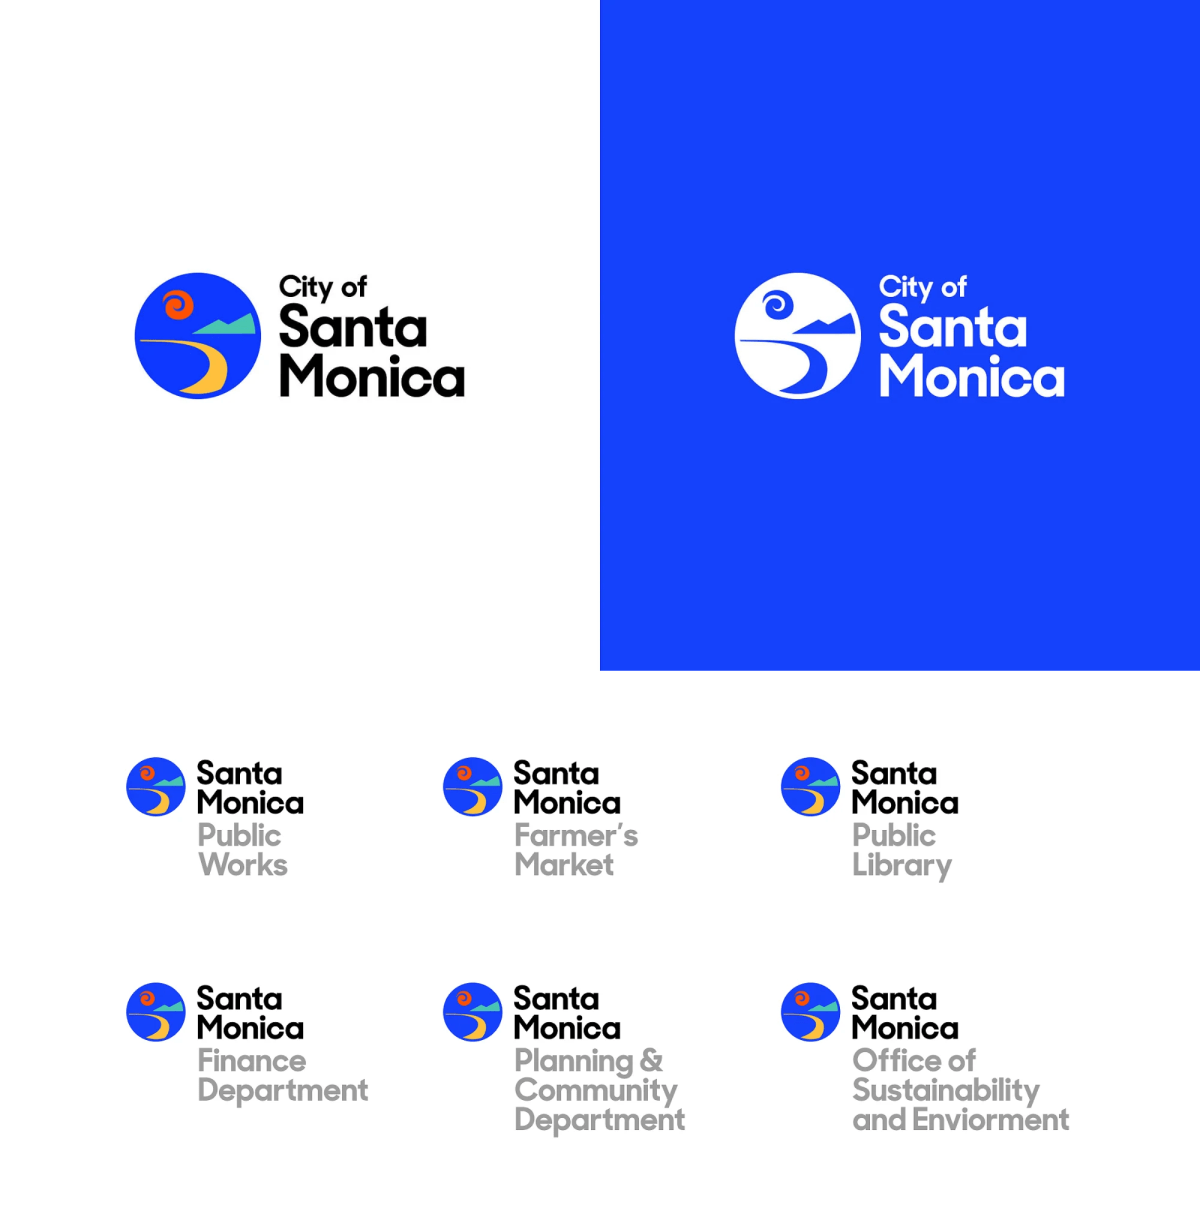 City of
Santa
Monica
City of
Santa
Monica
Santa
Monica
Public
Works
Santa
Monica
Farmer's
Market
Santa
Monica
Public
Library
Santa
Monica
Finance
Department
Santa
Monica
Planning &
Community
Department
Santa
Monica
Office of
Sustainability
and Enviorment